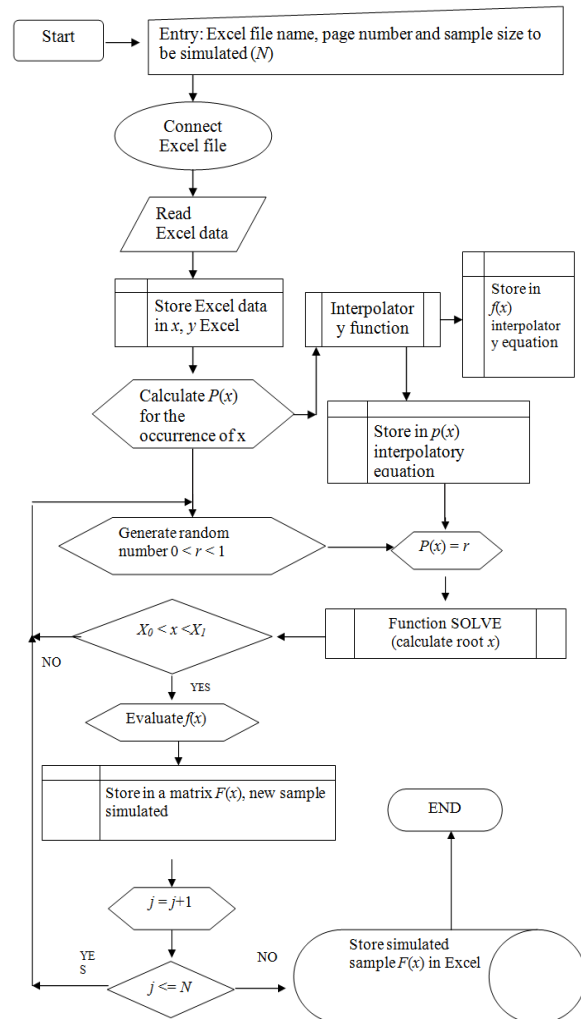 Start
Entry: Excel file name, page number and sample size to
be simulated (N)
Connect
Excel file
Read
Excel data
Store Excel data
in x, y Excel
Interpolator
y function
Store in
f(x)
interpolator
y equation
Calculate P(x)
for the
occurrence of x
Store in p(x)
interpolatory
equation
Generate random
number 0 < r < 1
P(x) = r
X0 < x <X1
Function SOLVE
(calculate root x)
NO
YES
Evaluate f(x)
Store in a matrix F(x), new sample
simulated
END
j = j+1
YE
S
j <= N
NO
Store simulated
sample F(x) in Excel